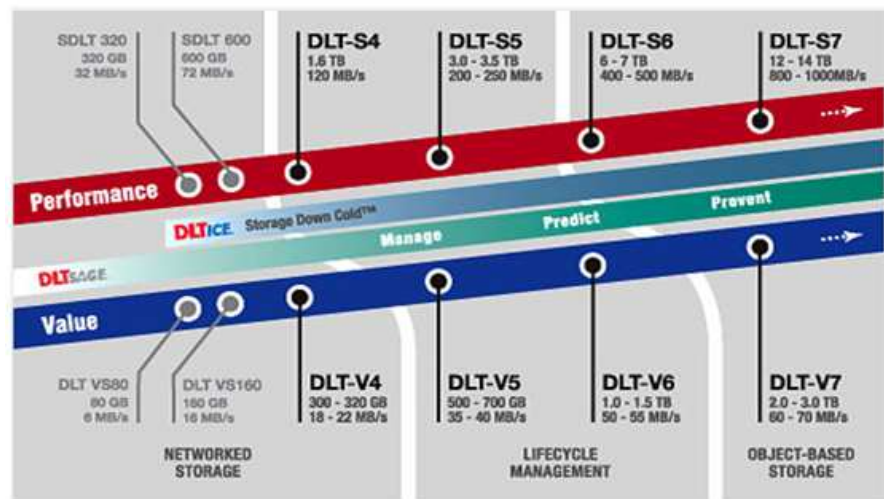 SDLT 320
320 GB
32 MB/s
SDLT 600
600 GB
72 MB/s
DLT-S4
1.6 TB
120 MB/s
DLT-S5
3.0 - 3.5 TB
200 - 250 MB/s
DLT-S6
6 - 7 TB
400 - 500 MB/s
DLT-S7
12 - 14 TB
800 - 1000MB/s
Performance
DLTICE Storage Down Cold™
DLTSAGE Manage Predict Prevent
Value
DLT VS80
80 GB
6 MB/s
DLT VS160
160 GB
16 MB/s
DLT-V4
300 - 320 GB
18 - 22 MB/s
DLT-V5
500 - 700 GB
35 - 40 MB/s
DLT-V6
1.0 - 1.5 TB
50 - 55 MB/s
DLT-V7
2.0 - 3.0 TB
60 - 70 MB/s
NETWORKED
STORAGE
LIFECYCLE
MANAGEMENT
OBJECT-BASED
STORAGE